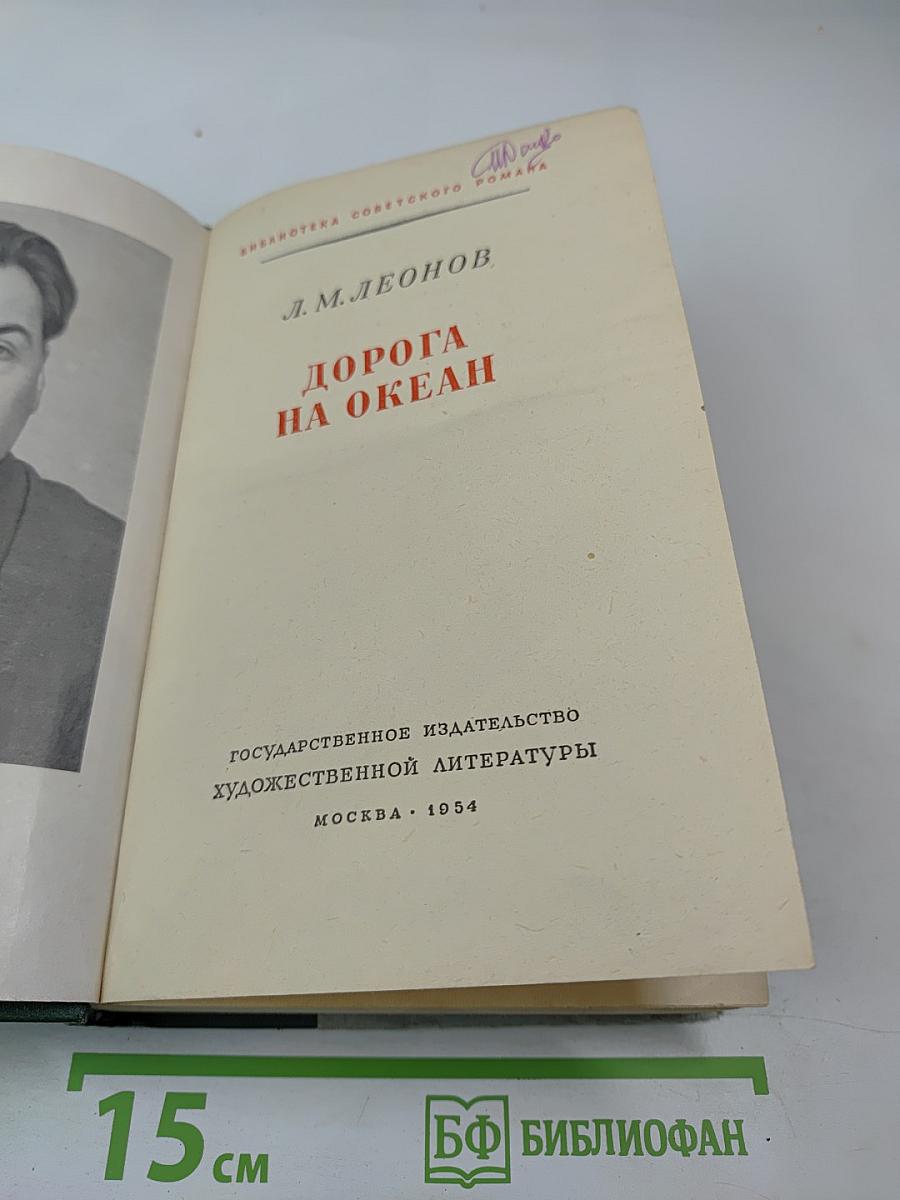 БИБЛИОТЕКА СОВЕТСКОГО РОМАНА
Л. М. ЛЕОНОВ
ДОРОГА
НА ОКЕАН
ГОСУДАРСТВЕННОЕ ИЗДАТЕЛЬСТВО
ХУДОЖЕСТВЕННОЙ ЛИТЕРАТУРЫ
МОСКВА · 1954
15 см
БФ БИБЛИОФАН